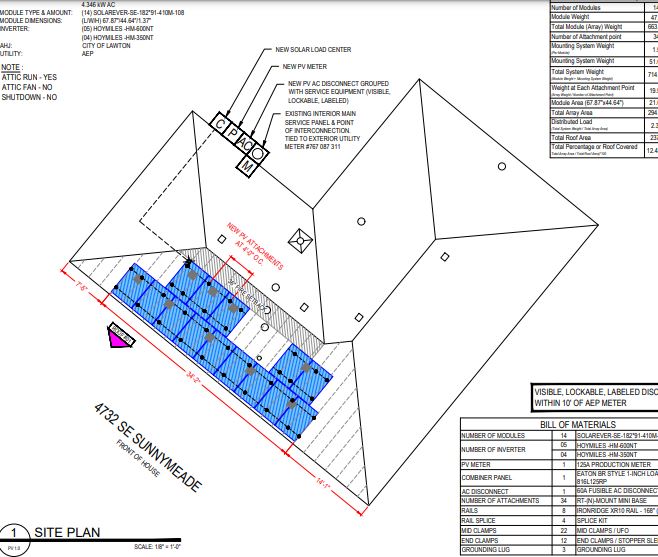 4.346 kW AC
MODULE TYPE & AMOUNT: (14) SOLAREVER-SE-182*91-410M-108
MODULE DIMENSIONS: (L/W/H) 67.87"/44.64"/1.37"
INVERTER: (05) HOYMILES -HM-600NT
(04) HOYMILES -HM-350NT
AHJ: CITY OF LAWTON
UTILITY: AEP
NOTE :
ATTIC RUN - YES
ATTIC FAN - NO
SHUTDOWN - NO
NEW SOLAR LOAD CENTER
NEW PV METER
NEW PV AC DISCONNECT GROUPED
WITH SERVICE EQUIPMENT (VISIBLE,
LOCKABLE, LABELED)
EXISTING INTERIOR MAIN
SERVICE PANEL & POINT
OF INTERCONNECTION.
TIED TO EXTERIOR UTILITY
METER #767 087 311
C P AC
M
NEW PV ATTACHMENTS
AT 4'-0" O.C.
7'-6"
34'-2"
14'-1"
4732 SE SUNNYMEADE
FRONT OF HOUSE
1 SITE PLAN
PV 1.0
SCALE: 1/8" = 1'-0"
Number of Modules 14
Module Weight 47.
Total Module (Array) Weight 663.
Number of Attachment point 34
Mounting System Weight
Mounting System Weight 51.
Total System Weight 714.
Weight at Each Attachment Point
Module Area (67.87"x44.64") 21.
Total Array Area 294
Distributed Load 2.
Total Roof Area
Total Percentage or Roof Covered 12.4
VISIBLE, LOCKABLE, LABELED DISC
WITHIN 10' OF AEP METER
BILL OF MATERIALS
NUMBER OF MODULES 14 SOLAREVER-SE-182*91-410M-
NUMBER OF INVERTER 05 HOYMILES -HM-600NT
04 HOYMILES -HM-350NT
PV METER 1 125A PRODUCTION METER
COMBINER PANEL 1 EATON BR STYLE 1-INCH LOA
816L125RP
AC DISCONNECT 1 60A FUSIBLE AC DISCONNEC
NUMBER OF ATTACHMENTS 34 RT-(N)-MOUNT MINI BASE
RAILS 8 IRONRIDGE XR10 RAIL - 168" (
RAIL SPLICE 4 SPLICE KIT
MID CLAMPS 22 MID CLAMPS / UFO
END CLAMPS 12 END CLAMPS / STOPPER SLE
GROUNDING LUG 3 GROUNDING LUG